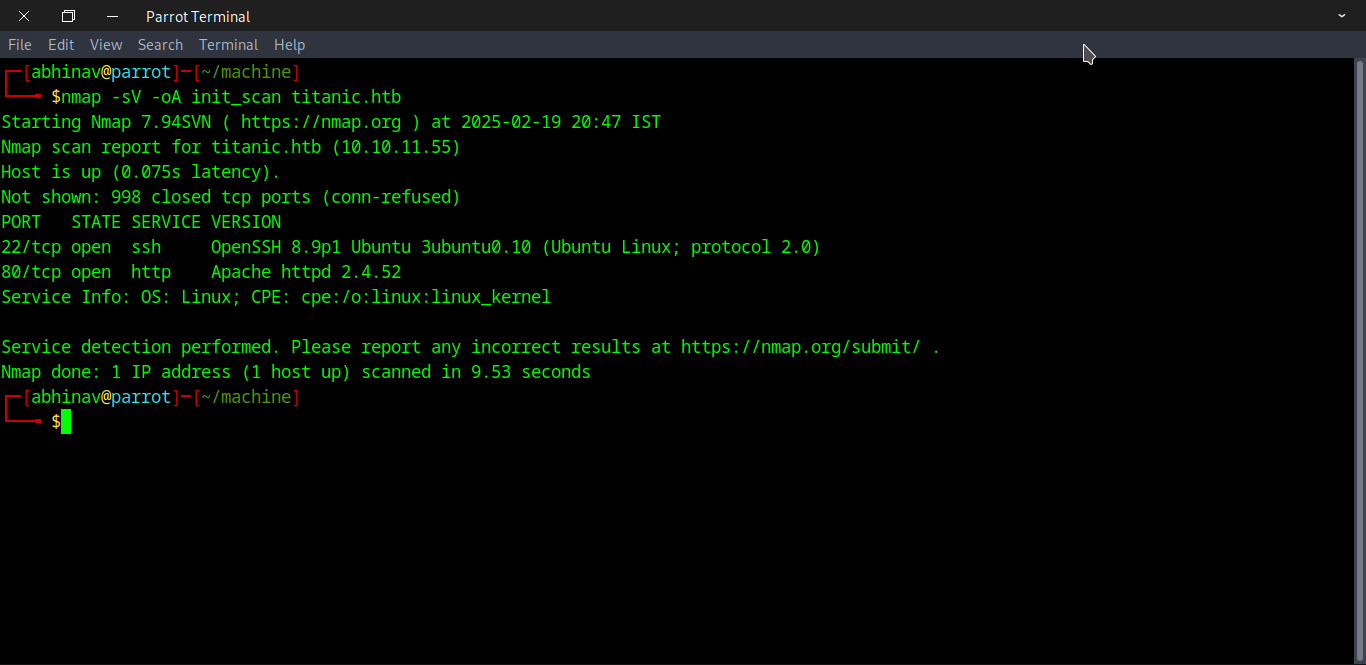 Parrot Terminal
File Edit View Search Terminal Help
[abhinav@parrot]─[~/machine]
$nmap -sV -oA init_scan titanic.htb
Starting Nmap 7.94SVN ( https://nmap.org ) at 2025-02-19 20:47 IST
Nmap scan report for titanic.htb (10.10.11.55)
Host is up (0.075s latency).
Not shown: 998 closed tcp ports (conn-refused)
PORT   STATE SERVICE VERSION
22/tcp open  ssh     OpenSSH 8.9p1 Ubuntu 3ubuntu0.10 (Ubuntu Linux; protocol 2.0)
80/tcp open  http    Apache httpd 2.4.52
Service Info: OS: Linux; CPE: cpe:/o:linux:linux_kernel
Service detection performed. Please report any incorrect results at https://nmap.org/submit/ .
Nmap done: 1 IP address (1 host up) scanned in 9.53 seconds
[abhinav@parrot]─[~/machine]
$